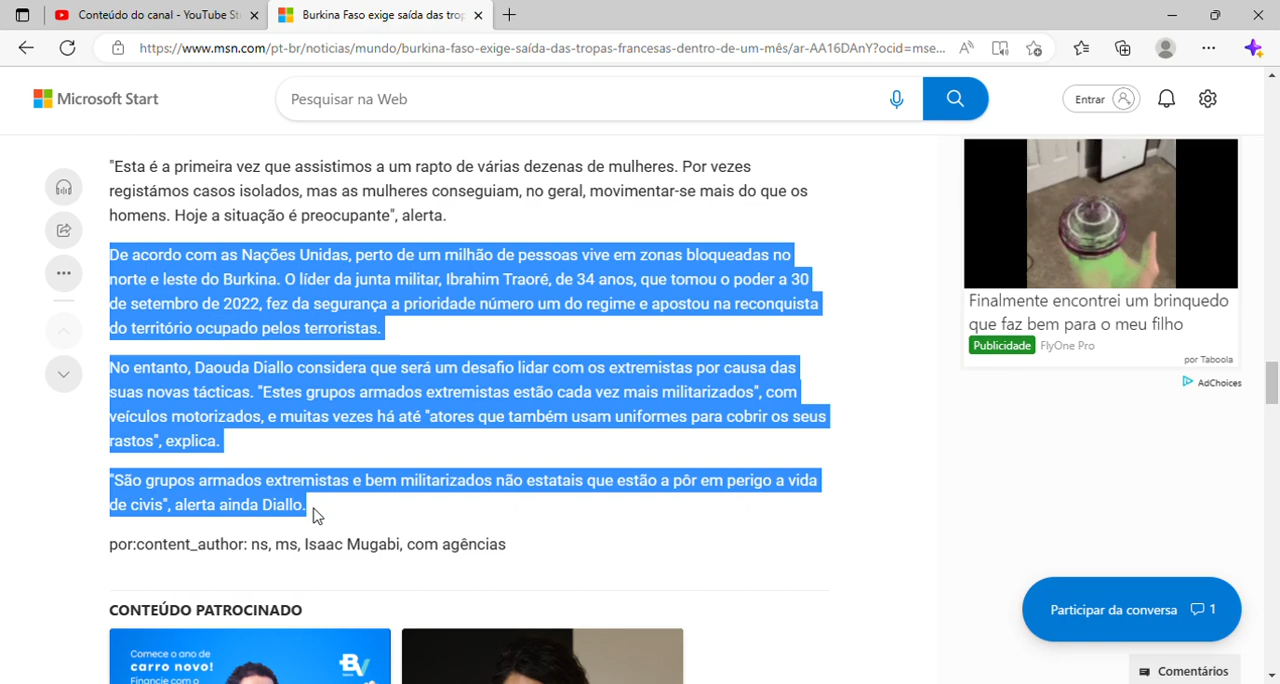 Conteúdo do canal - YouTube St
Burkina Faso exige saída das trop
https://www.msn.com/pt-br/noticias/mundo/burkina-faso-exige-saída-das-tropas-francesas-dentro-de-um-mês/ar-AA16DAnY?ocid=mse...
Microsoft Start
Pesquisar na Web
Entrar
"Esta é a primeira vez que assistimos a um rapto de várias dezenas de mulheres. Por vezes
registámos casos isolados, mas as mulheres conseguiam, no geral, movimentar-se mais do que os
homens. Hoje a situação é preocupante", alerta.
De acordo com as Nações Unidas, perto de um milhão de pessoas vive em zonas bloqueadas no
norte e leste do Burkina. O líder da junta militar, Ibrahim Traoré, de 34 anos, que tomou o poder a 30
de setembro de 2022, fez da segurança a prioridade número um do regime e apostou na reconquista
do território ocupado pelos terroristas.
No entanto, Daouda Diallo considera que será um desafio lidar com os extremistas por causa das
suas novas tácticas. "Estes grupos armados extremistas estão cada vez mais militarizados", com
veículos motorizados, e muitas vezes há até "atores que também usam uniformes para cobrir os seus
rastos", explica.
"São grupos armados extremistas e bem militarizados não estatais que estão a pôr em perigo a vida
de civis", alerta ainda Diallo.
por:content_author: ns, ms, Isaac Mugabi, com agências
CONTEÚDO PATROCINADO
Comece o ano de
carro novo!
Financie com o
BV
Finalmente encontrei um brinquedo
que faz bem para o meu filho
Publicidade FlyOne Pro
por Taboola
AdChoices
Participar da conversa 1
Comentários